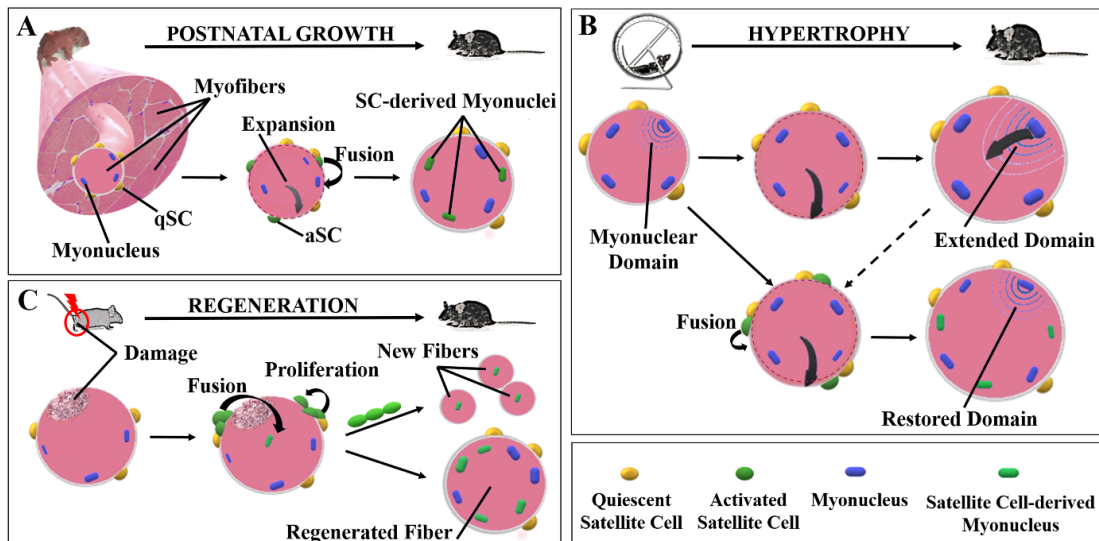 A
POSTNATAL GROWTH
Myofibers
SC-derived Myonuclei
Expansion
Fusion
qSC
aSC
Myonucleus
B
HYPERTROPHY
Myonuclear
Domain
Extended Domain
Fusion
Restored Domain
C
REGENERATION
Damage
New Fibers
Proliferation
Fusion
Regenerated Fiber
Quiescent
Satellite Cell
Activated
Satellite Cell
Myonucleus
Satellite Cell-derived
Myonucleus